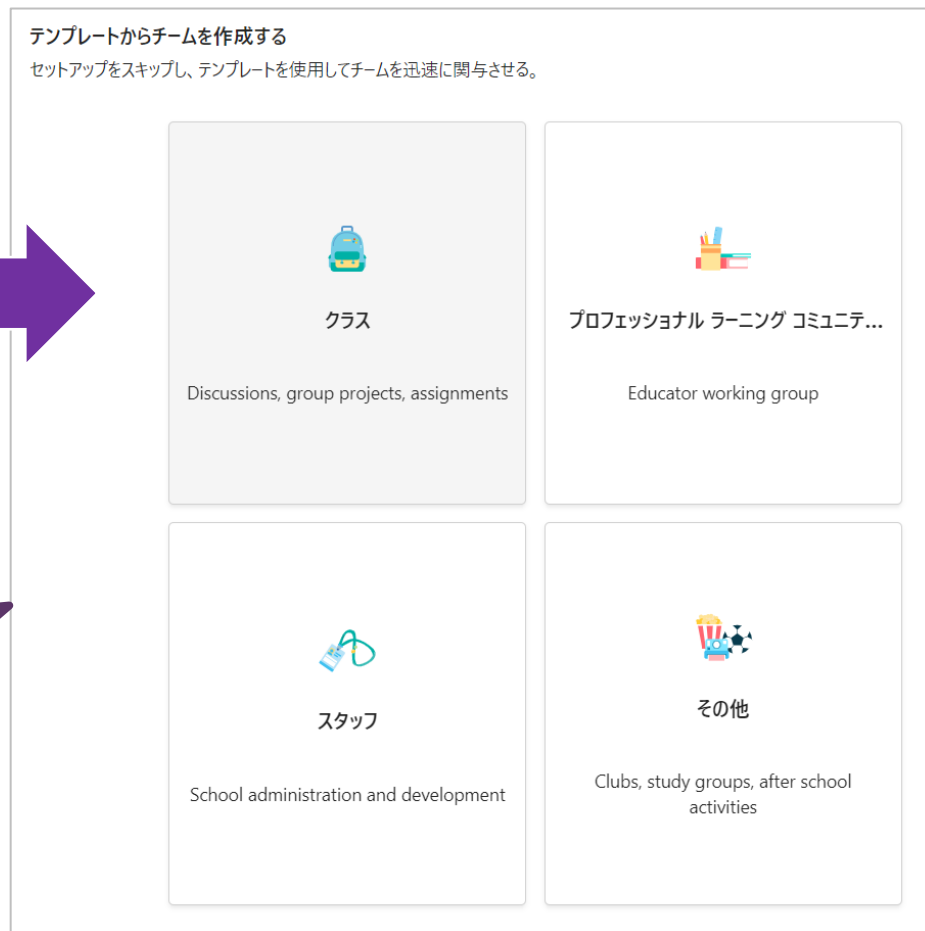 テンプレートからチームを作成する
セットアップをスキップし、テンプレートを使用してチームを迅速に関与させる。
クラス
Discussions, group projects, assignments
プロフェッショナル ラーニング コミュニテ...
Educator working group
スタッフ
School administration and development
その他
Clubs, study groups, after school
activities